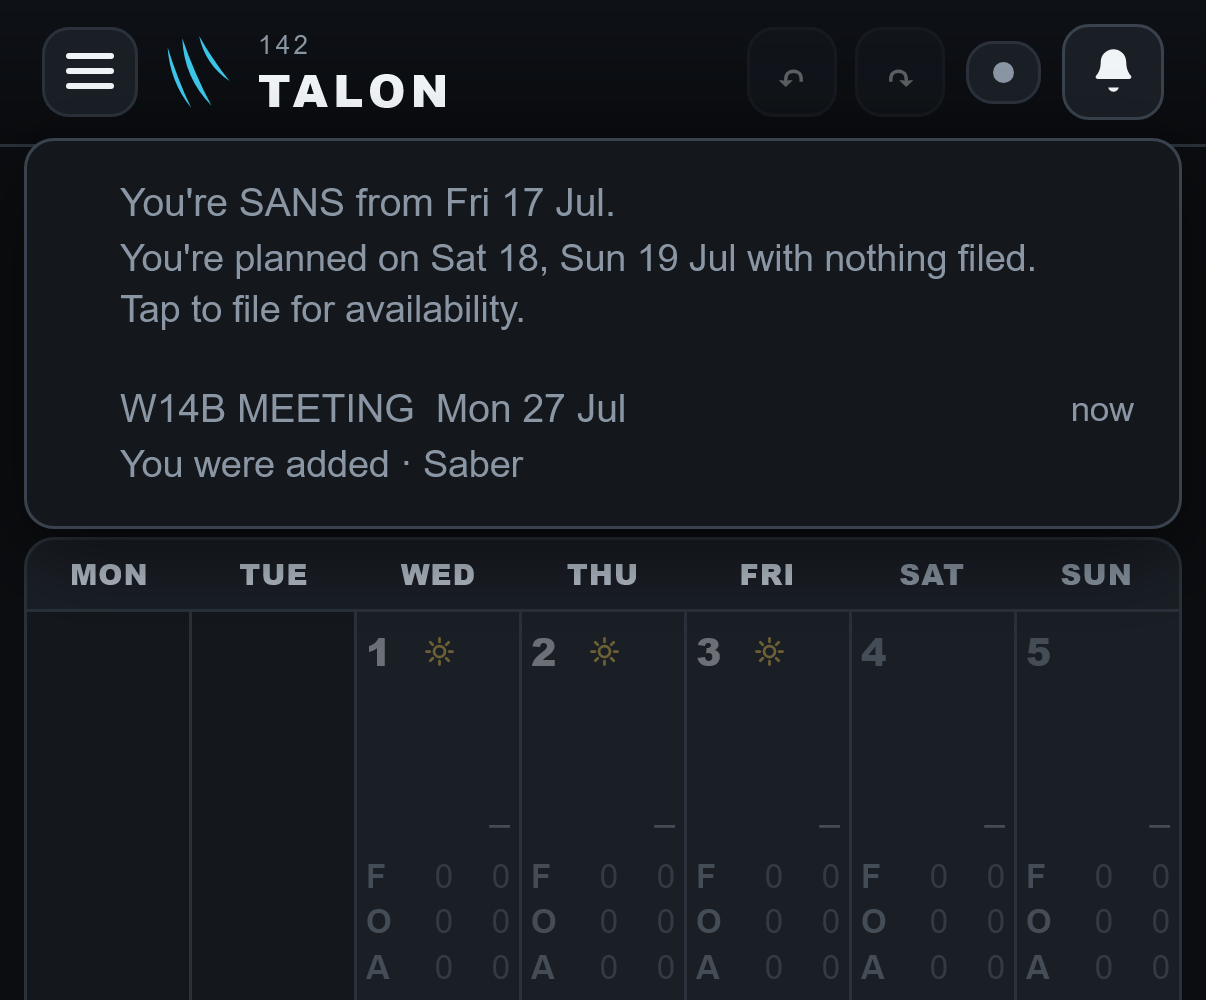 142
TALON
You're SANS from Fri 17 Jul.
You're planned on Sat 18, Sun 19 Jul with nothing filed.
Tap to file for availability.
W14B MEETING Mon 27 Jul now
You were added · Saber
MON TUE WED THU FRI SAT SUN
1 2 3 4 5
– – – – –
F 0 0 F 0 0 F 0 0 F 0 0 F 0 0
O 0 0 O 0 0 O 0 0 O 0 0 O 0 0
A 0 0 A 0 0 A 0 0 A 0 0 A 0 0